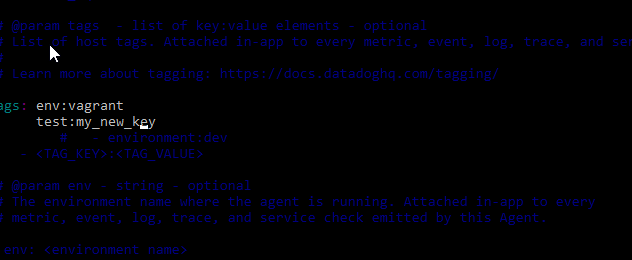 # @param tags - list of key:value elements - optional
# List of host tags. Attached in-app to every metric, event, log, trace, and ser
#
# Learn more about tagging: https://docs.datadoghq.com/tagging/
ags: env:vagrant
test:my_new_key
# - environment:dev
- <TAG_KEY>:<TAG_VALUE>
# @param env - string - optional
# The environment name where the agent is running. Attached in-app to every
# metric, event, log, trace, and service check emitted by this Agent.
env: <environment name>